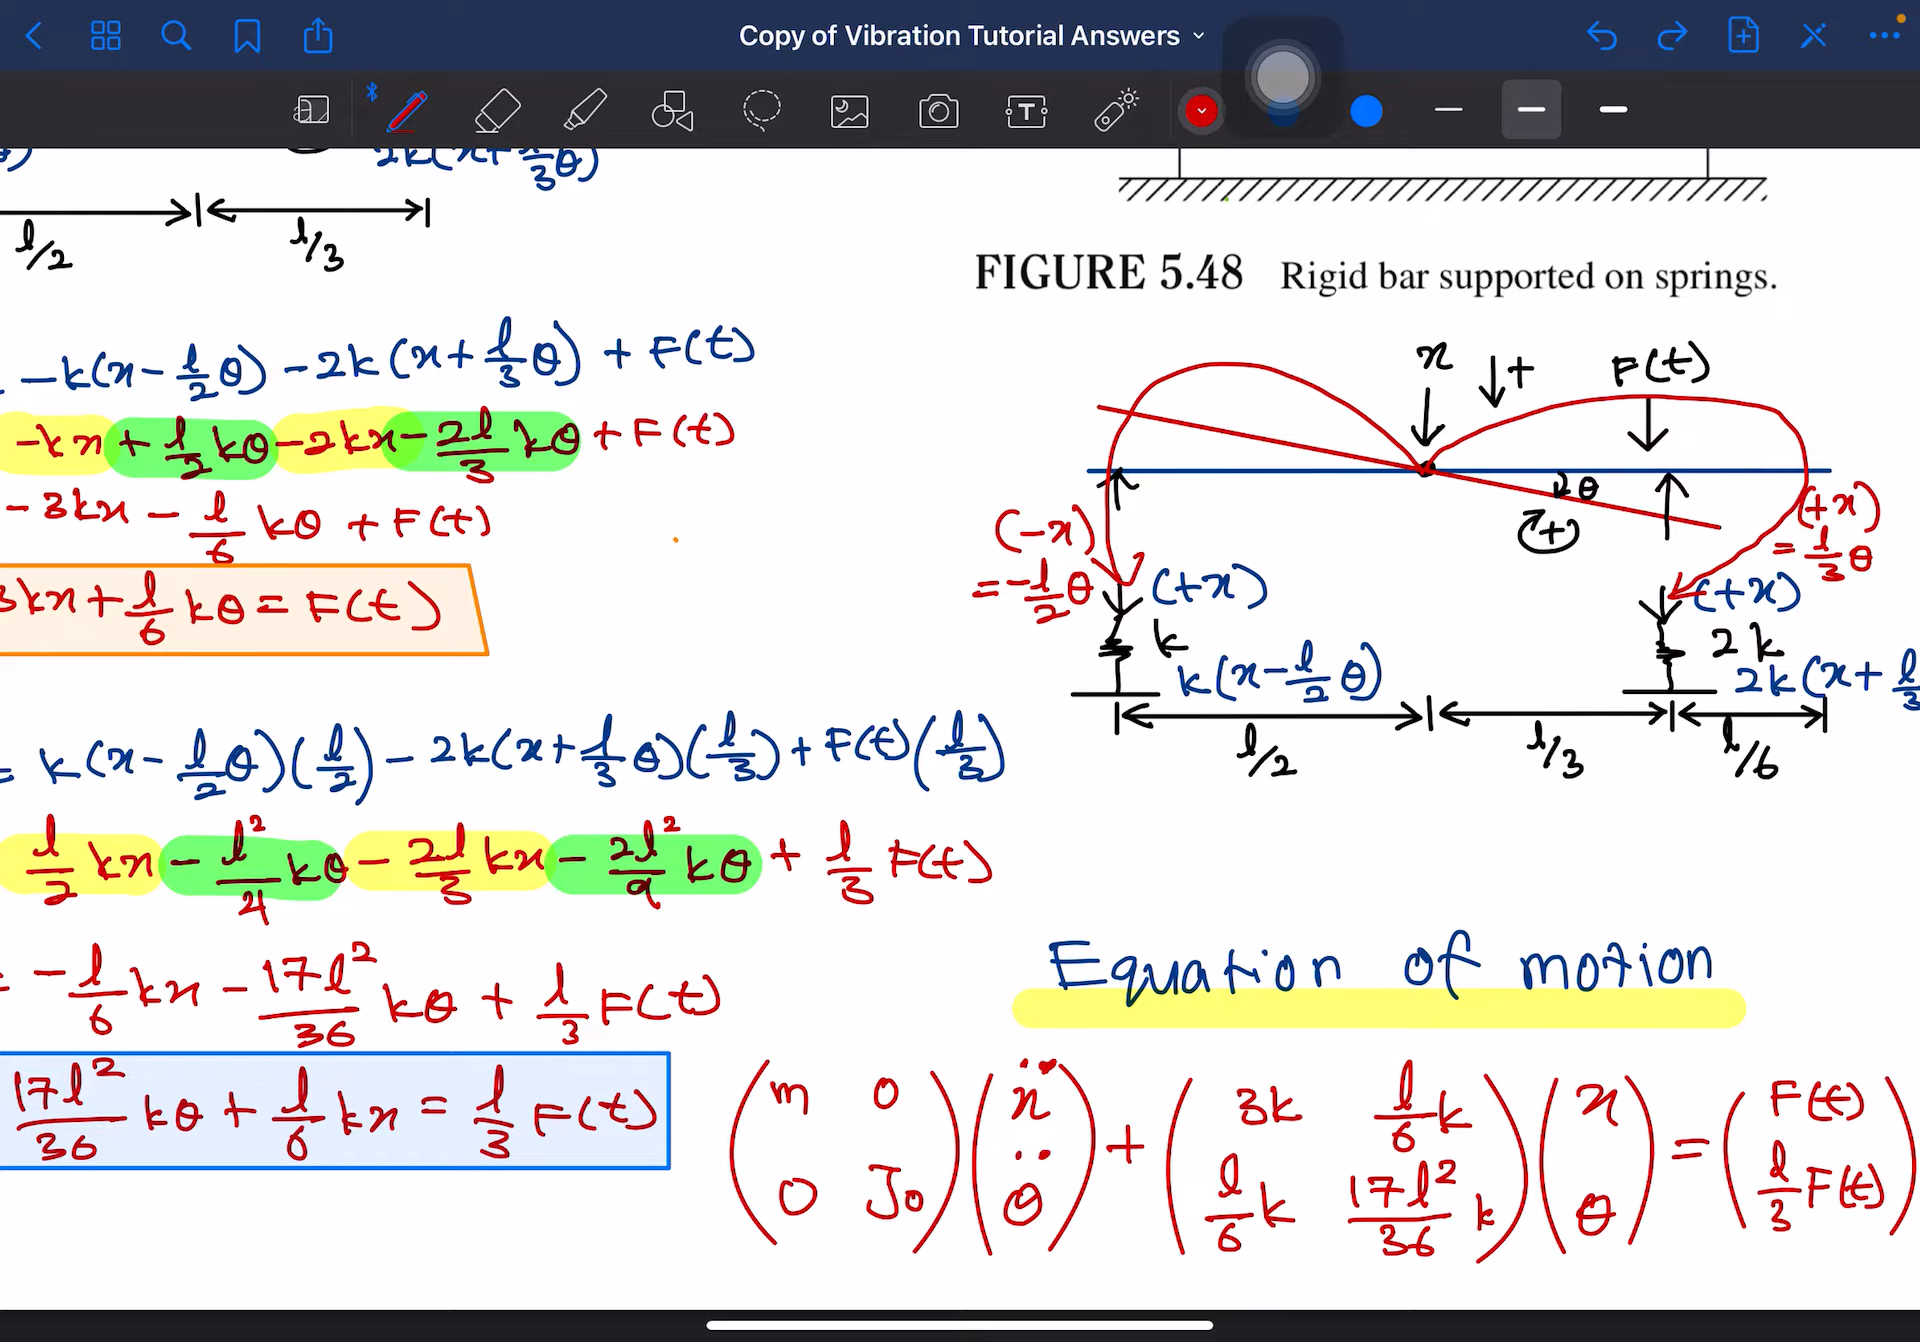 Copy of Vibration Tutorial Answers
T
2k(x+l/3θ)
l/2
l/3
-k(x-l/2θ)-2k(x+l/3θ)+F(t)
-kx+l/2kθ-2kx-2l/3kθ+F(t)
-3kx-l/6kθ+F(t)
3kx+l/6kθ=F(t)
=k(x-l/2θ)(l/2)-2k(x+l/3θ)(l/3)+F(t)(l/3)
l/2kx-l²/4kθ-2l/3kx-2l²/9kθ+l/3F(t)
-l/6kx-17l²/36kθ+l/3F(t)
17l²/36kθ+l/6kx=l/3F(t)
FIGURE 5.48 Rigid bar supported on springs.
x
+
F(t)
θ
(+)
(-x)
=-l/2θ
(+x)
=l/3θ
(+x)
(+x)
k
2k
k(x-l/2θ)
2k(x+l/3
l/2
l/3
l/6
Equation of motion
(m 0) (ẍ) + (3k l/6k) (x) = (F(t))
(0 J₀) (θ̈) (l/6k 17l²/36k) (θ) (l/3F(t))